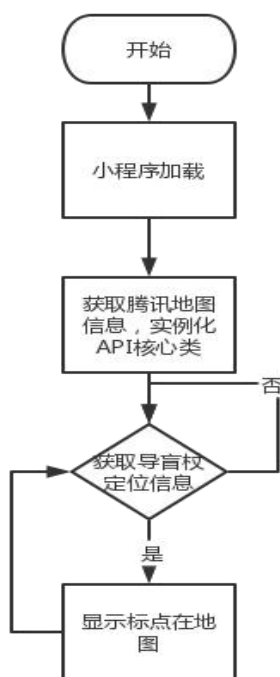 开始
小程序加载
获取腾讯地图
信息，实例化
API核心类
否
获取导盲杖
定位信息
是
显示标点在地
图